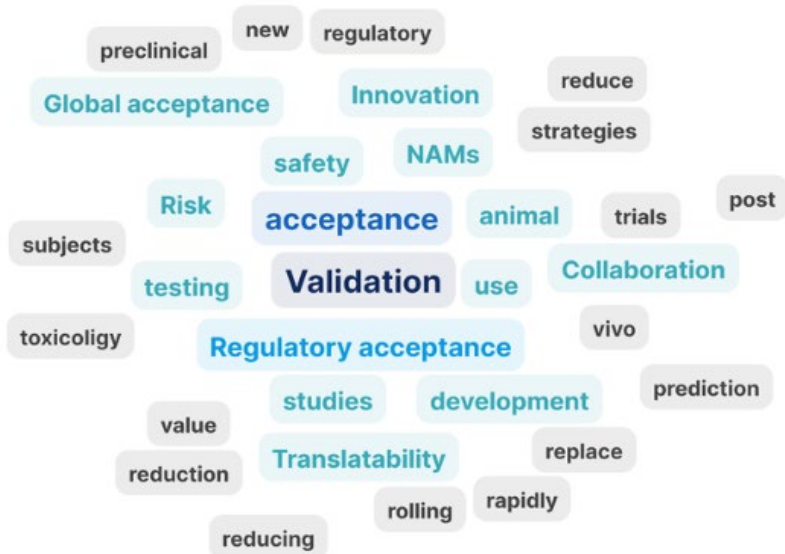 new
regulatory
preclinical
reduce
Innovation
Global acceptance
strategies
NAMs
safety
post
Risk
acceptance
animal
trials
subjects
Collaboration
Validation
use
testing
vivo
toxicoligy
Regulatory acceptance
prediction
studies
development
value
replace
Translatability
reduction
rapidly
rolling
reducing